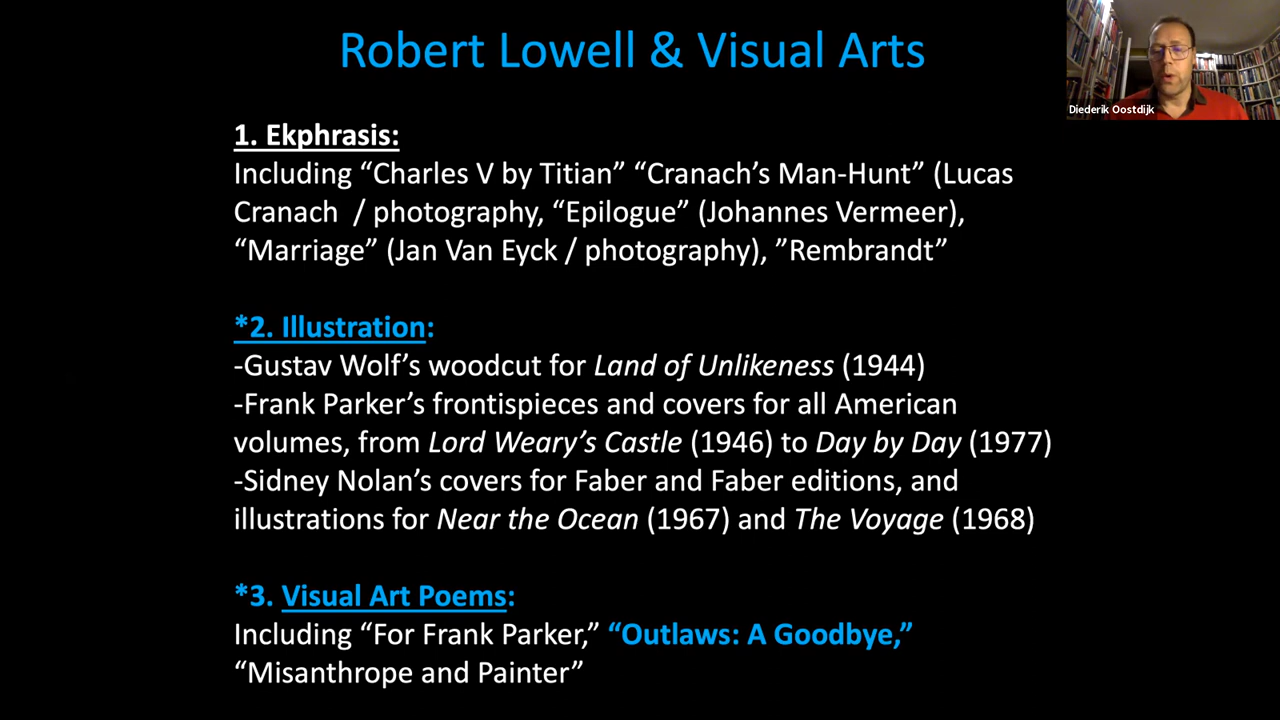 Robert Lowell & Visual Arts
Diederik Oostdijk
1. Ekphrasis:
Including “Charles V by Titian” “Cranach’s Man-Hunt” (Lucas
Cranach / photography, “Epilogue” (Johannes Vermeer),
“Marriage” (Jan Van Eyck / photography), ”Rembrandt”
*2. Illustration:
-Gustav Wolf’s woodcut for Land of Unlikeness (1944)
-Frank Parker’s frontispieces and covers for all American
volumes, from Lord Weary’s Castle (1946) to Day by Day (1977)
-Sidney Nolan’s covers for Faber and Faber editions, and
illustrations for Near the Ocean (1967) and The Voyage (1968)
*3. Visual Art Poems:
Including “For Frank Parker,” “Outlaws: A Goodbye,”
“Misanthrope and Painter”